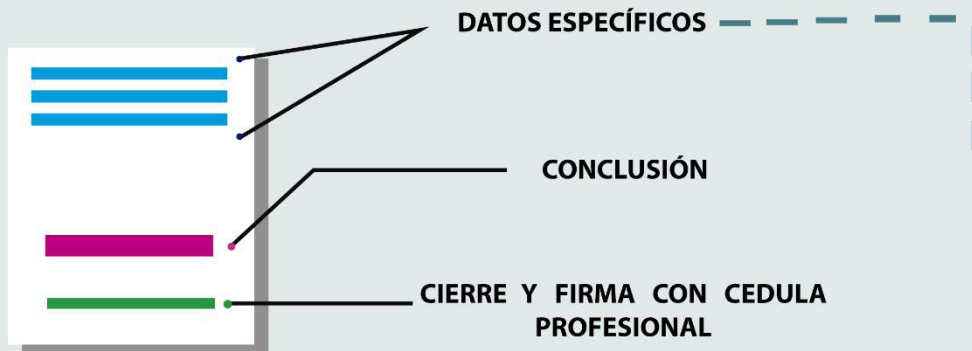 DATOS ESPECÍFICOS
CONCLUSIÓN
CIERRE Y FIRMA CON CEDULA
PROFESIONAL